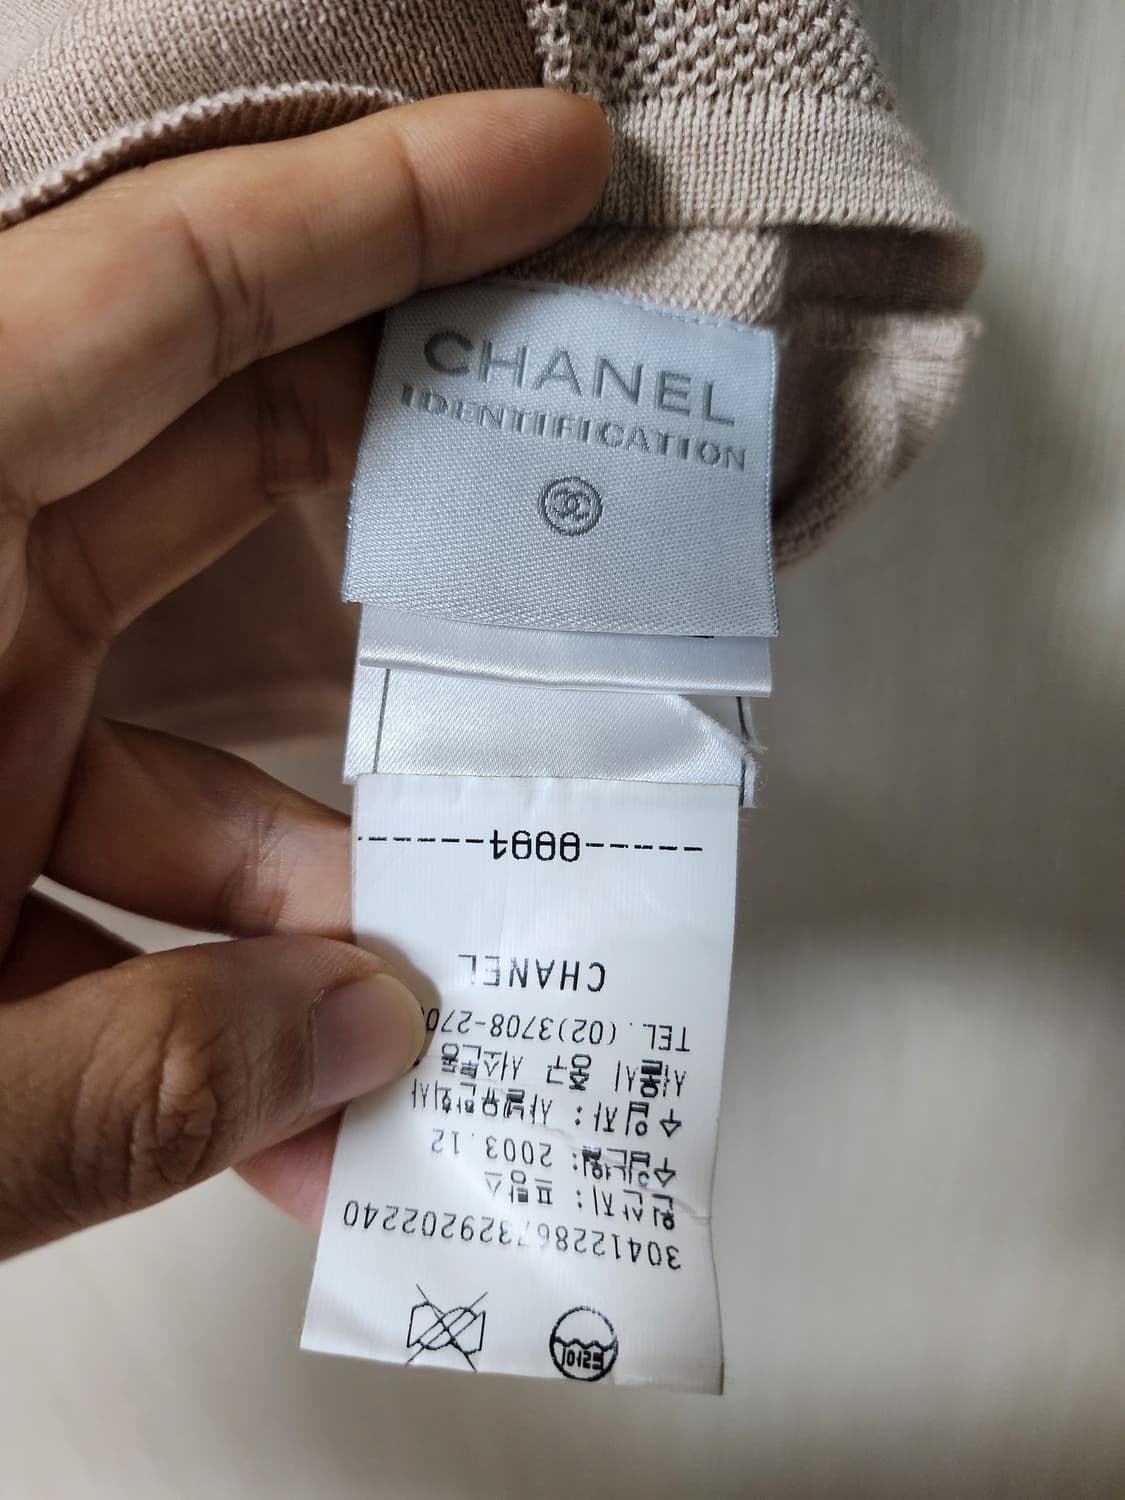 CHANEL
IDENTIFICATION
304122867329202240
원산지: 프랑스
수입년월: 2003.12
수입자: 샤넬유한회사
서울시 중구 서소문동
TEL.(02)3708-270
CHANEL
-----0004------